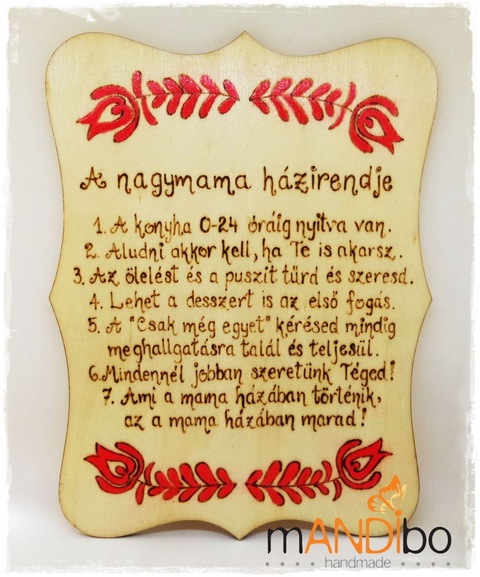 A nagymama házirendje
1. A konyha 0-24 óráig nyitva van.
2. Aludni akkor kell, ha Te is akarsz.
3. Az ölelést és a puszit tűrd és szeresd.
4. Lehet a desszert is az első fogás.
5. A "Csak még egyet" kérésed mindig
meghallgatásra talál és teljesül.
6. Mindennél jobban szeretünk Téged!
7. Ami a mama házában történik,
az a mama házában marad!
mANDibo
handmade